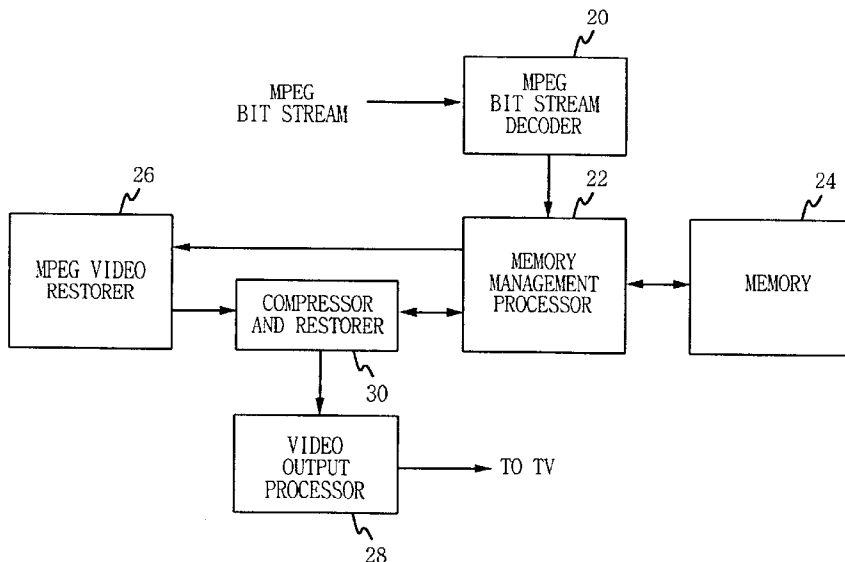 20
MPEG
BIT STREAM
MPEG
BIT STREAM
DECODER
26
22
24
MPEG VIDEO
RESTORER
MEMORY
MANAGEMENT
PROCESSOR
MEMORY
COMPRESSOR
AND RESTORER
30
VIDEO
OUTPUT
PROCESSOR
TO TV
28